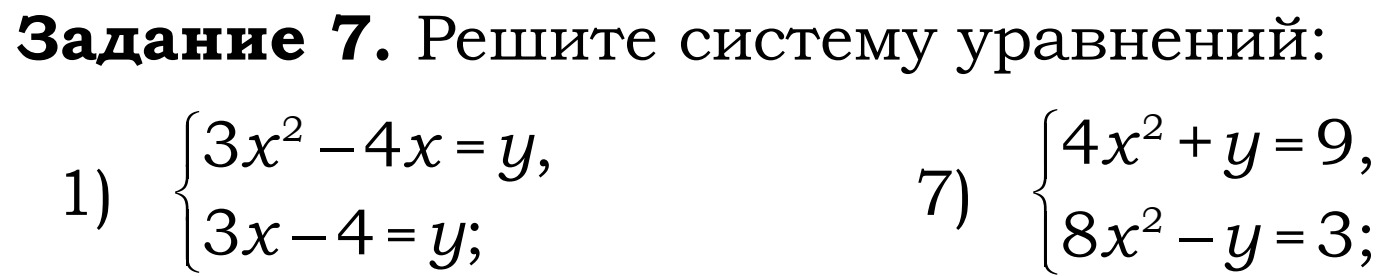 Задание 7. Решите систему уравнений:
1) { 3x² – 4x = y,
3x – 4 = y;
7) { 4x² + y = 9,
8x² – y = 3;